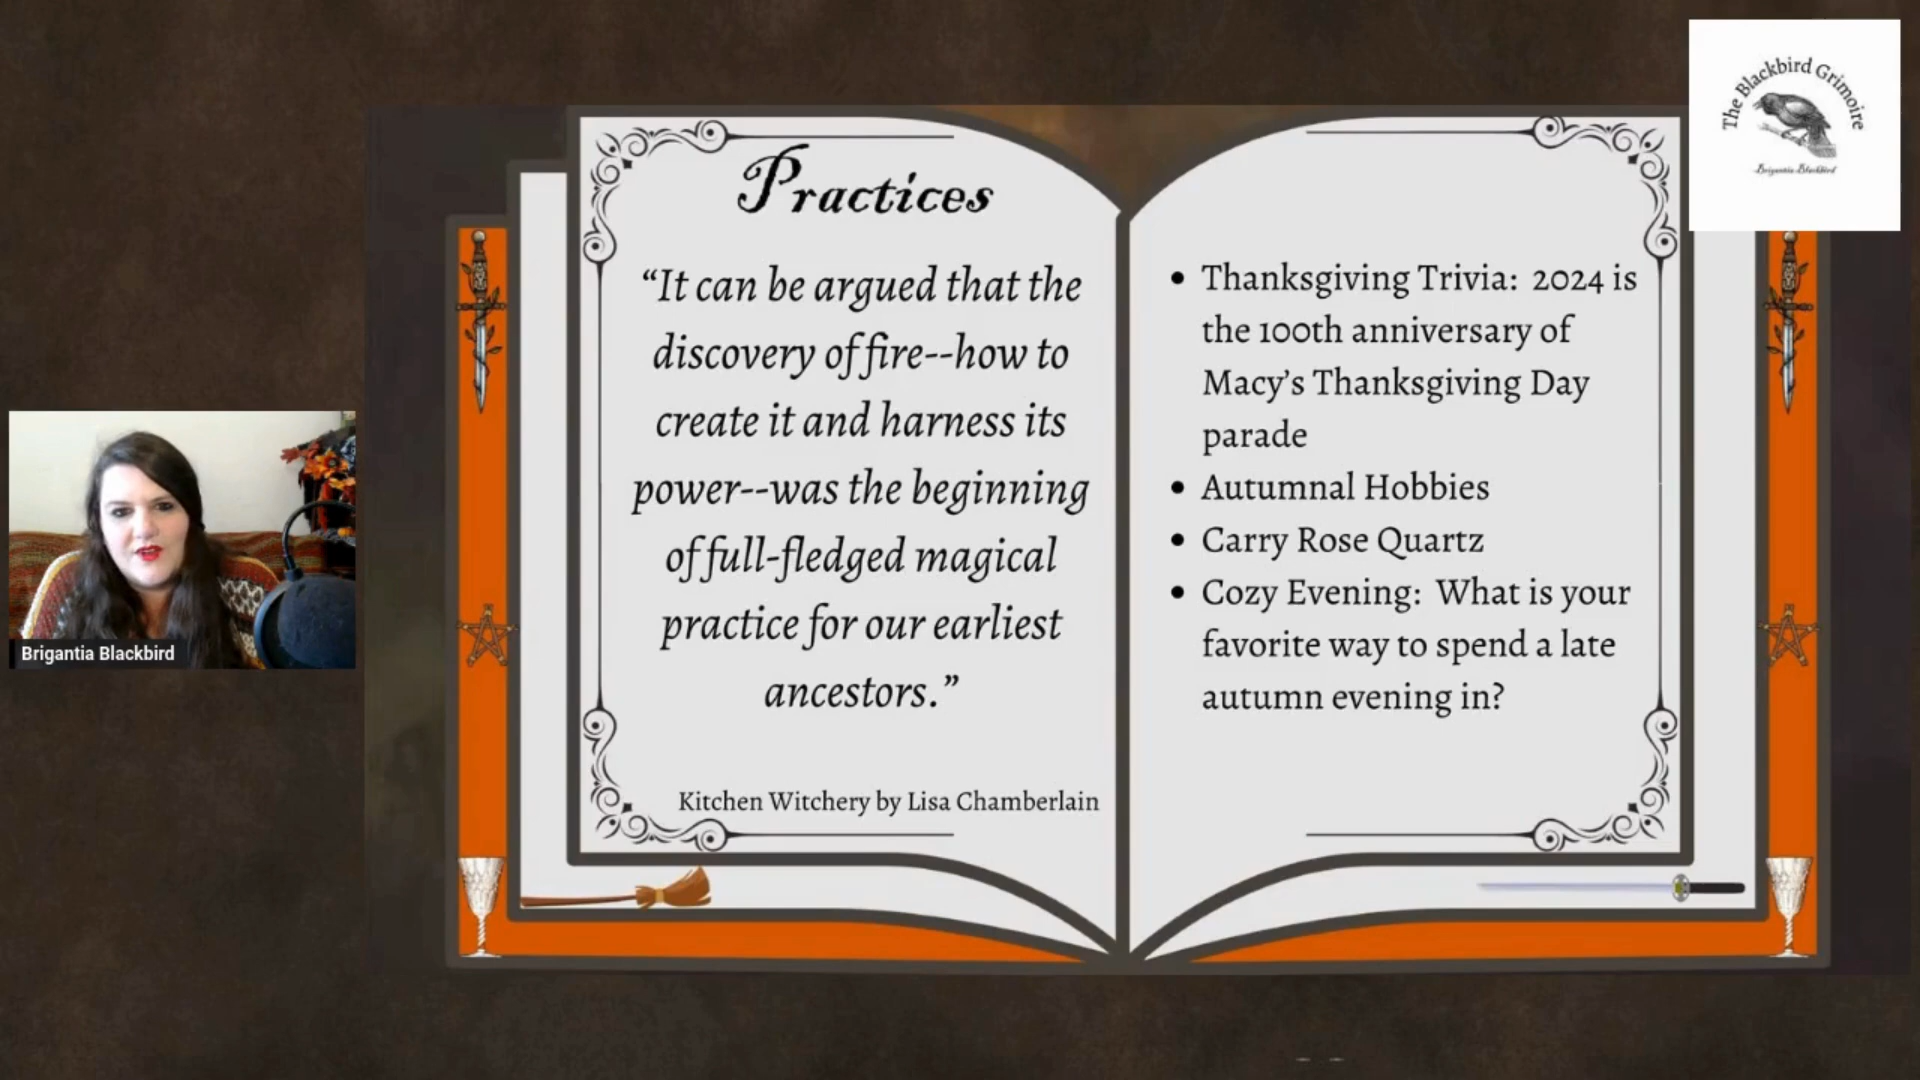 The Blackbird Grimoire
Brigantia Blackbird
Practices
“It can be argued that the
discovery of fire--how to
create it and harness its
power--was the beginning
of full-fledged magical
practice for our earliest
ancestors.”
Kitchen Witchery by Lisa Chamberlain
• Thanksgiving Trivia: 2024 is
the 100th anniversary of
Macy’s Thanksgiving Day
parade
• Autumnal Hobbies
• Carry Rose Quartz
• Cozy Evening: What is your
favorite way to spend a late
autumn evening in?
Brigantia Blackbird